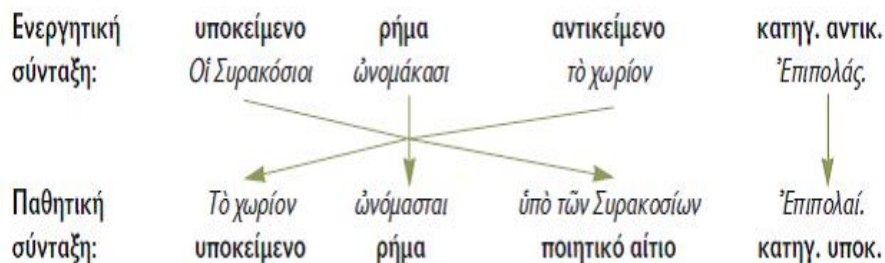 Ενεργητική υποκείμενο ρήμα αντικείμενο κατηγ. αντικ.
σύνταξη: Οἱ Συρακόσιοι ὠνομάκασι τὸ χωρίον Ἐπιπολάς.
Παθητική Τὸ χωρίον ὠνόμασται ὑπὸ τῶν Συρακοσίων Ἐπιπολαί.
σύνταξη: υποκείμενο ρήμα ποιητικό αίτιο κατηγ. υποκ.